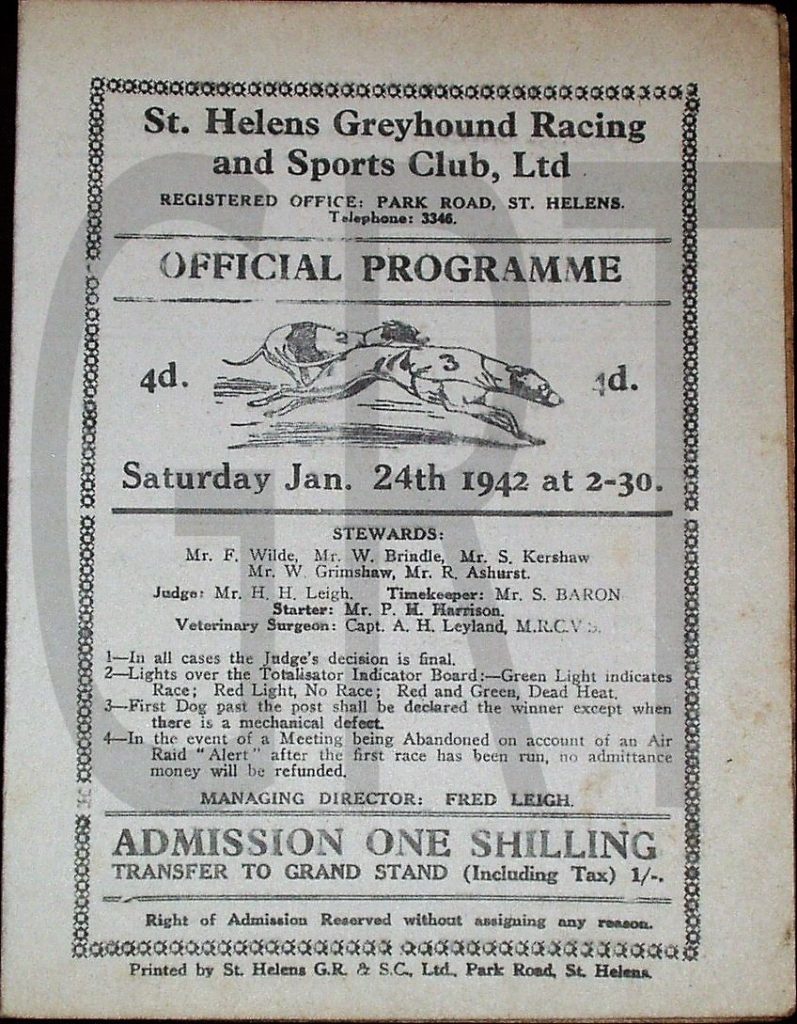 St. Helens Greyhound Racing
and Sports Club, Ltd.
REGISTERED OFFICE: PARK ROAD, ST. HELENS.
Telephone: 3346.
OFFICIAL PROGRAMME
2
3
4d.
4d.
Saturday Jan. 24th 1942 at 2-30.
STEWARDS:
Mr. F. Wilde, Mr. W. Brindle, Mr. S. Kershaw
Mr. W. Grimshaw, Mr. R. Ashurst.
Judge: Mr. H. H. Leigh. Timekeeper: Mr. S. BARON
Starter: Mr. P. H. Harrison.
Veterinary Surgeon: Capt. A. H. Leyland, M.R.C.V.S.
1—In all cases the Judge's decision is final.
2—Lights over the Totalisator Indicator Board:—Green Light indicates
Race; Red Light, No Race; Red and Green, Dead Heat.
3—First Dog past the post shall be declared the winner except when
there is a mechanical defect.
4—In the event of a Meeting being Abandoned on account of an Air
Raid "Alert" after the first race has been run, no admittance
money will be refunded.
MANAGING DIRECTOR: FRED LEIGH.
ADMISSION ONE SHILLING
TRANSFER TO GRAND STAND (Including Tax) 1/-.
Right of Admission Reserved without assigning any reason.
Printed by St. Helens G.R. & S.C., Ltd., Park Road, St. Helens.
GRT